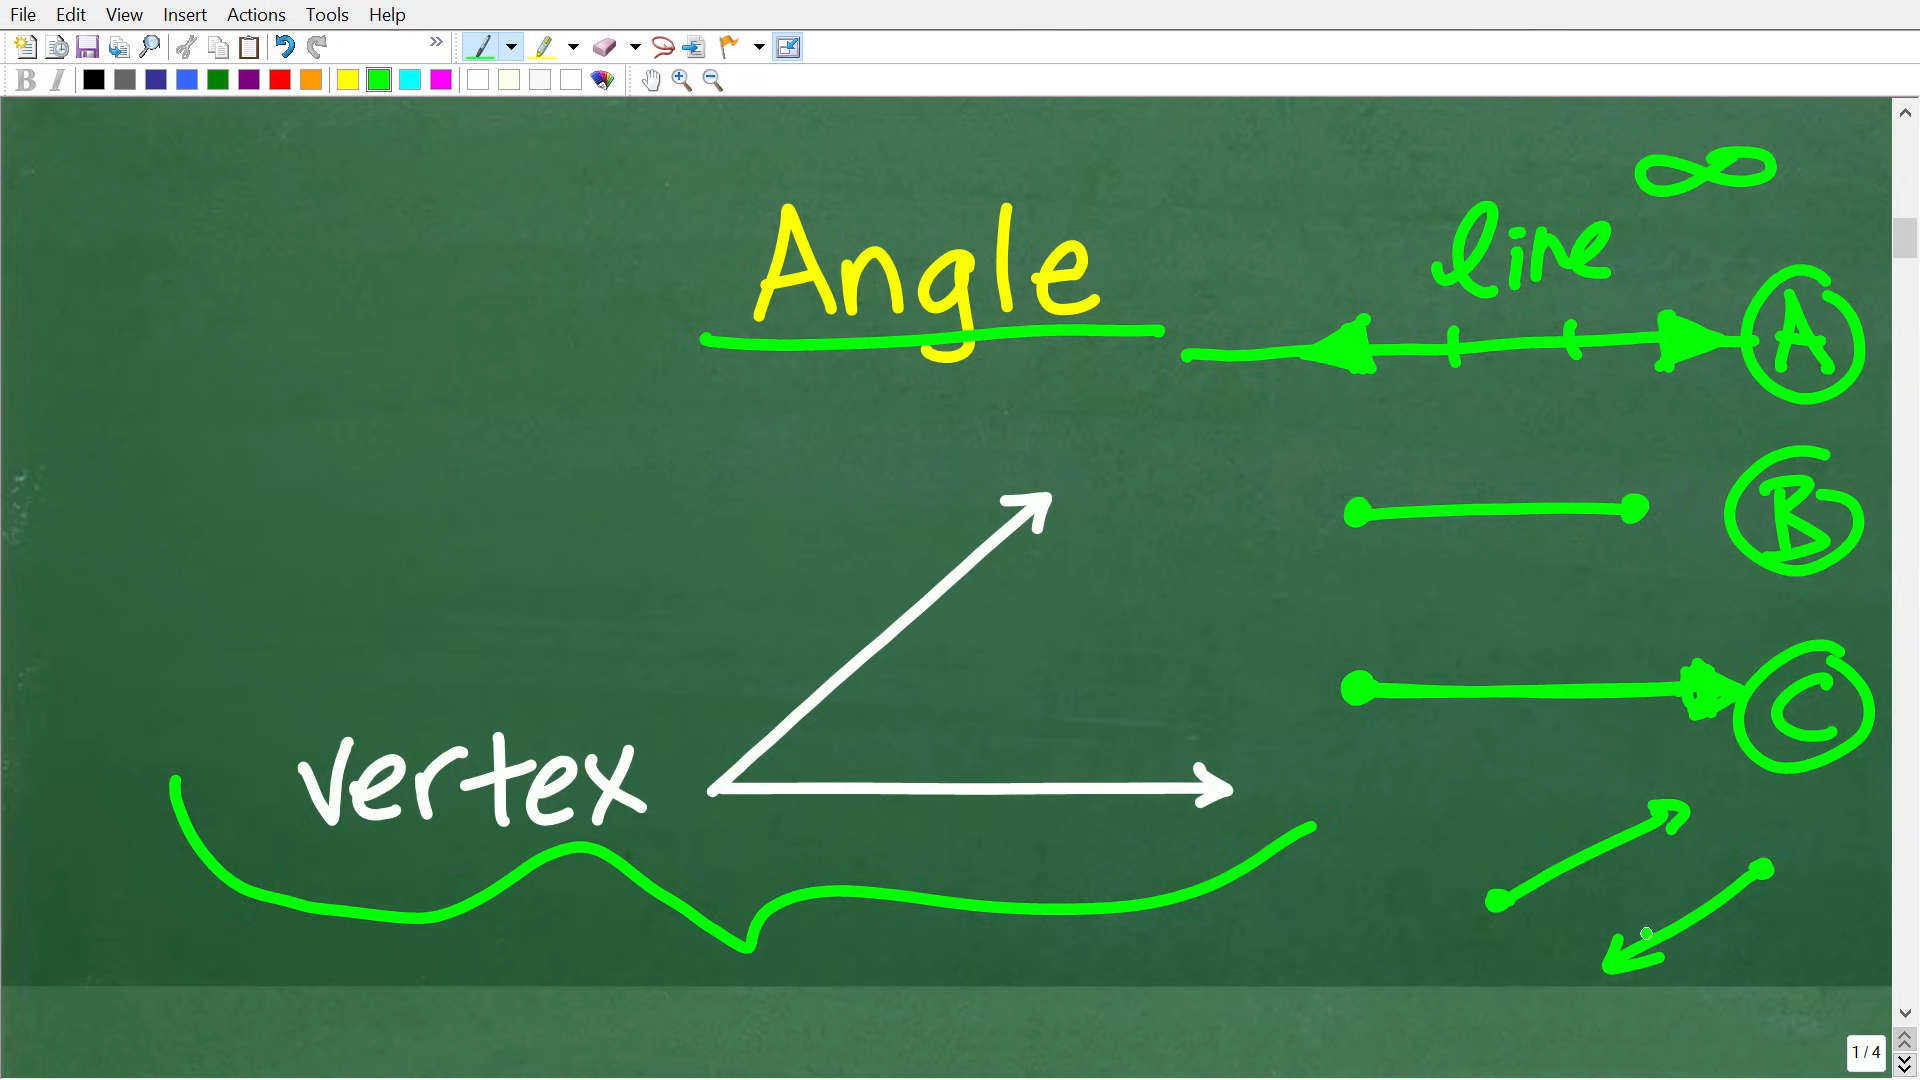 File Edit View Insert Actions Tools Help
B I
∞
line
Angle
A
B
C
vertex
1 / 4